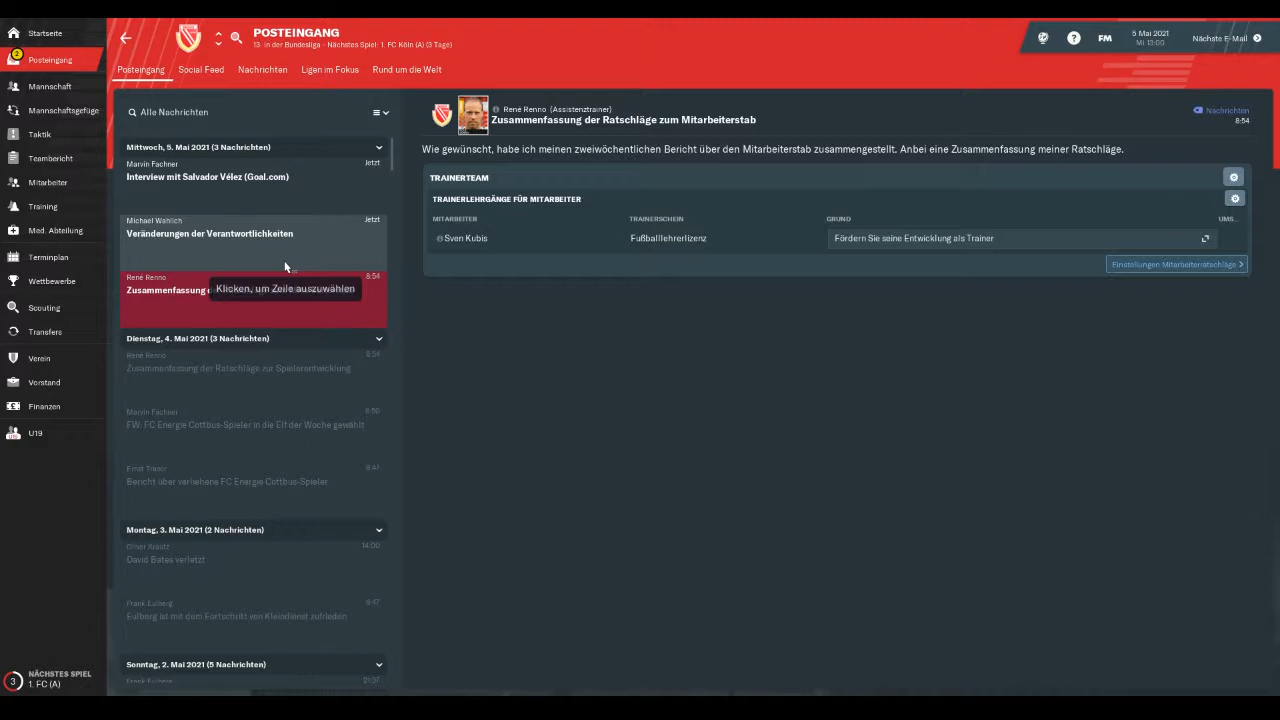 Startseite
2
Posteingang
Mannschaft
Mannschaftsgefüge
Taktik
Teambericht
Mitarbeiter
Training
Med. Abteilung
Terminplan
Wettbewerbe
Scouting
Transfers
Verein
Vorstand
Finanzen
U19
U19
3
NÄCHSTES SPIEL
1. FC (A)
POSTEINGANG
13. in der Bundesliga - Nächstes Spiel: 1. FC Köln (A) (3 Tage)
FM
5 Mai 2021
Mi 13:00
Nächste E-Mail
Posteingang
Social Feed
Nachrichten
Ligen im Fokus
Rund um die Welt
Alle Nachrichten
Mittwoch, 5. Mai 2021 (3 Nachrichten)
Marvin Fachner
Jetzt
Interview mit Salvador Vélez (Goal.com)
Michael Wahlich
Jetzt
Veränderungen der Verantwortlichkeiten
René Renno
8:54
Zusammenfassung
Klicken, um Zeile auszuwählen
Dienstag, 4. Mai 2021 (3 Nachrichten)
René Renno
8:54
Zusammenfassung der Ratschläge zur Spielerentwicklung
Marvin Fachner
8:50
FW: FC Energie Cottbus-Spieler in die Elf der Woche gewählt
Ernst
8:47
Bericht über verliehene FC Energie Cottbus-Spieler
Montag, 3. Mai 2021 (2 Nachrichten)
14:00
David Bates verletzt
Frank Eulberg
8:47
Eulberg ist mit dem Fortschritt von Kleindienst zufrieden
Sonntag, 2. Mai 2021 (5 Nachrichten)
Frank Eulberg
René Renno (Assistenztrainer)
Zusammenfassung der Ratschläge zum Mitarbeiterstab
Nachrichten
8:54
Wie gewünscht, habe ich meinen zweiwöchentlichen Bericht über den Mitarbeiterstab zusammengestellt. Anbei eine Zusammenfassung meiner Ratschläge.
TRAINERTEAM
TRAINERLEHRGÄNGE FÜR MITARBEITER
MITARBEITER
TRAINERSCHEIN
GRUND
UMS...
Sven Kubis
Fußballlehrerlizenz
Fördern Sie seine Entwicklung als Trainer
Einstellungen Mitarbeiterratschläge